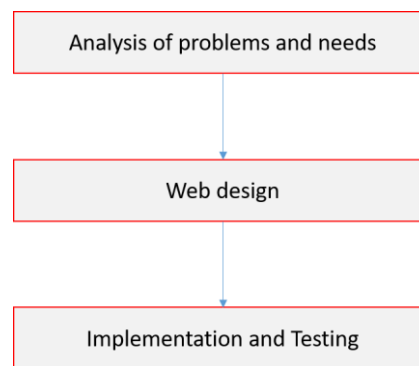 Analysis of problems and needs
Web design
Implementation and Testing